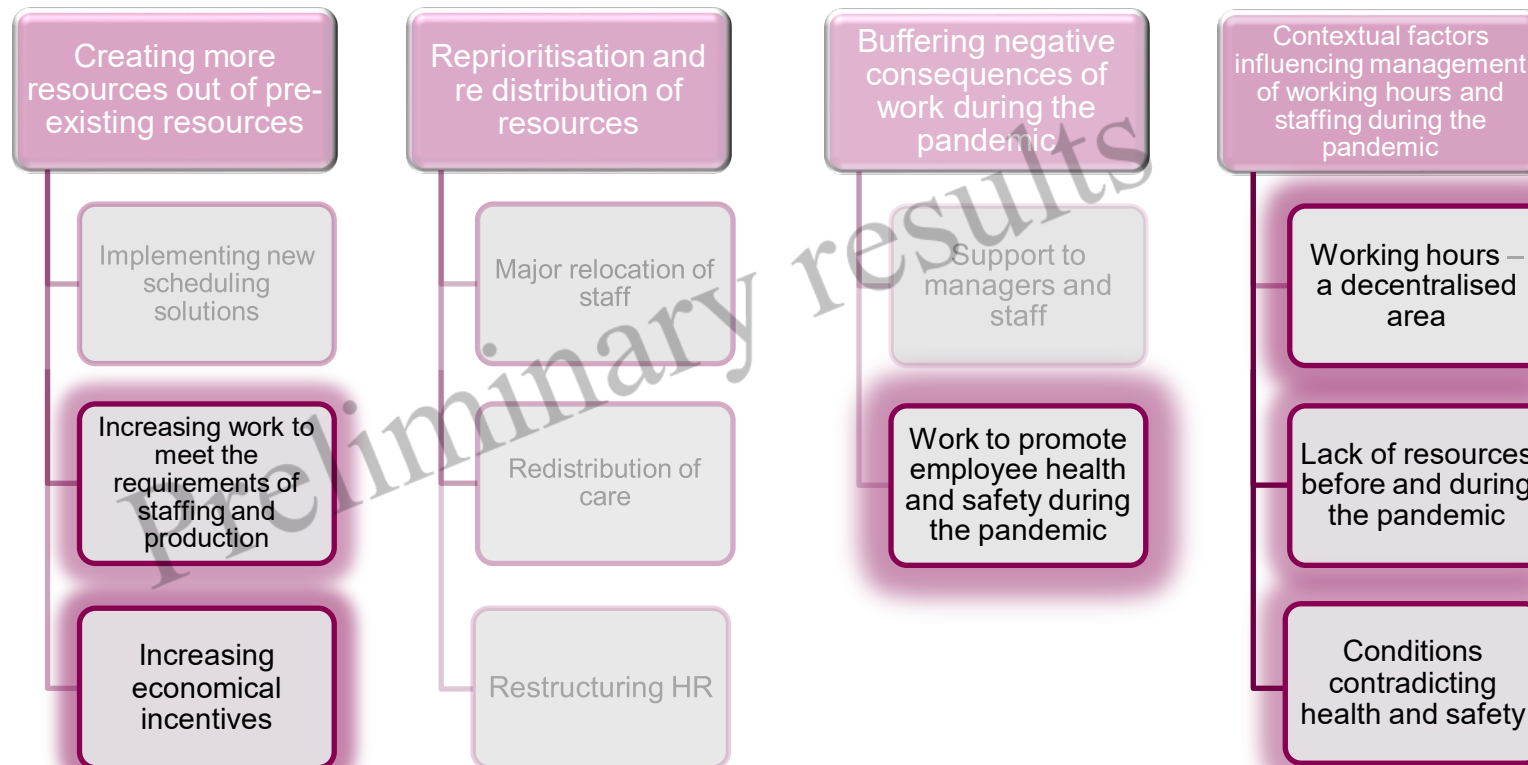 Creating more
resources out of pre-
existing resources
Implementing new
scheduling
solutions
Increasing work to
meet the
requirements of
staffing and
production
Increasing
economical
incentives
Reprioritisation and
re distribution of
resources
Major relocation of
staff
Redistribution of
care
Restructuring HR
Buffering negative
consequences of
work during the
pandemic
Support to
managers and
staff
Work to promote
employee health
and safety during
the pandemic
Contextual factors
influencing management
of working hours and
staffing during the
pandemic
Working hours –
a decentralised
area
Lack of resources
before and during
the pandemic
Conditions
contradicting
health and safety
Preliminary results